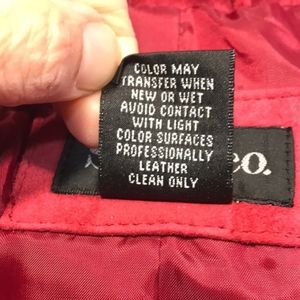 COLOR MAY
TRANSFER WHEN
NEW OR WET
AVOID CONTACT
WITH LIGHT
COLOR SURFACES
PROFESSIONALLY
LEATHER
CLEAN ONLY